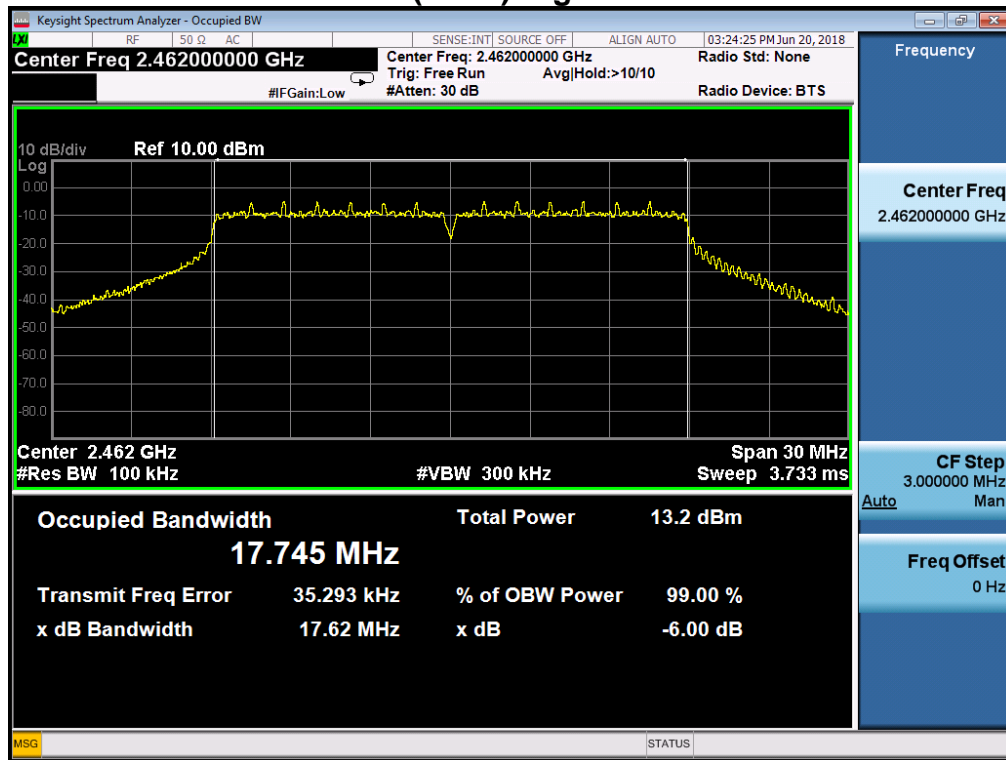 Keysight Spectrum Analyzer - Occupied BW
LXI RF 50 Ω AC SENSE:INT SOURCE OFF ALIGN AUTO 03:24:25 PM Jun 20, 2018
Center Freq 2.462000000 GHz
Center Freq: 2.462000000 GHz
Radio Std: None
Trig: Free Run Avg|Hold:>10/10
#IFGain:Low
#Atten: 30 dB
Radio Device: BTS
10 dB/div Ref 10.00 dBm
Log
0.00
-10.0
-20.0
-30.0
-40.0
-50.0
-60.0
-70.0
-80.0
Center 2.462 GHz Span 30 MHz
#Res BW 100 kHz #VBW 300 kHz Sweep 3.733 ms
Occupied Bandwidth Total Power 13.2 dBm
17.745 MHz
Transmit Freq Error 35.293 kHz % of OBW Power 99.00 %
x dB Bandwidth 17.62 MHz x dB -6.00 dB
Frequency
Center Freq
2.462000000 GHz
CF Step
3.000000 MHz
Auto Man
Freq Offset
0 Hz
MSG STATUS